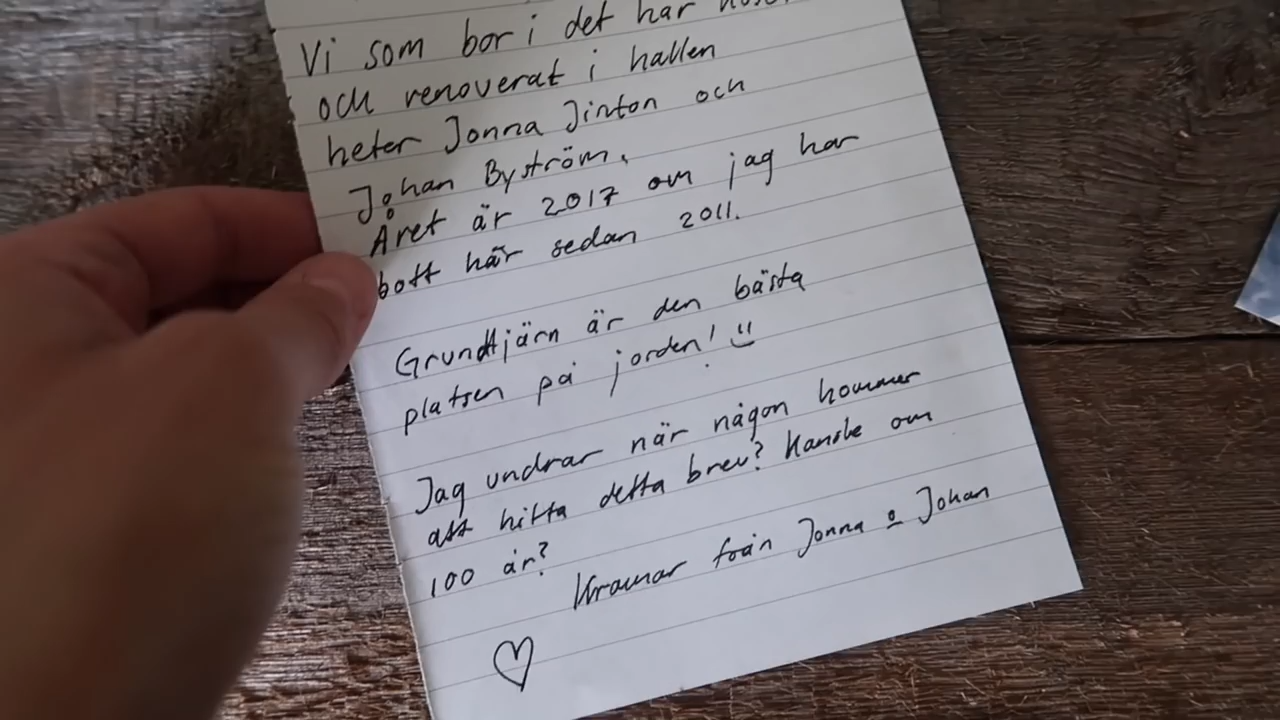 Vi som bor i det här huset
och renoverat i hallen
heter Jonna Jinton och
Johan Byström.
Året är 2017 om jag har
bott här sedan 2011.
Grundtjärn är den bästa
platsen på jorden!
Jag undrar när någon kommer
att hitta detta brev? Kanske om
100 år?
Kramar från Jonna o Johan